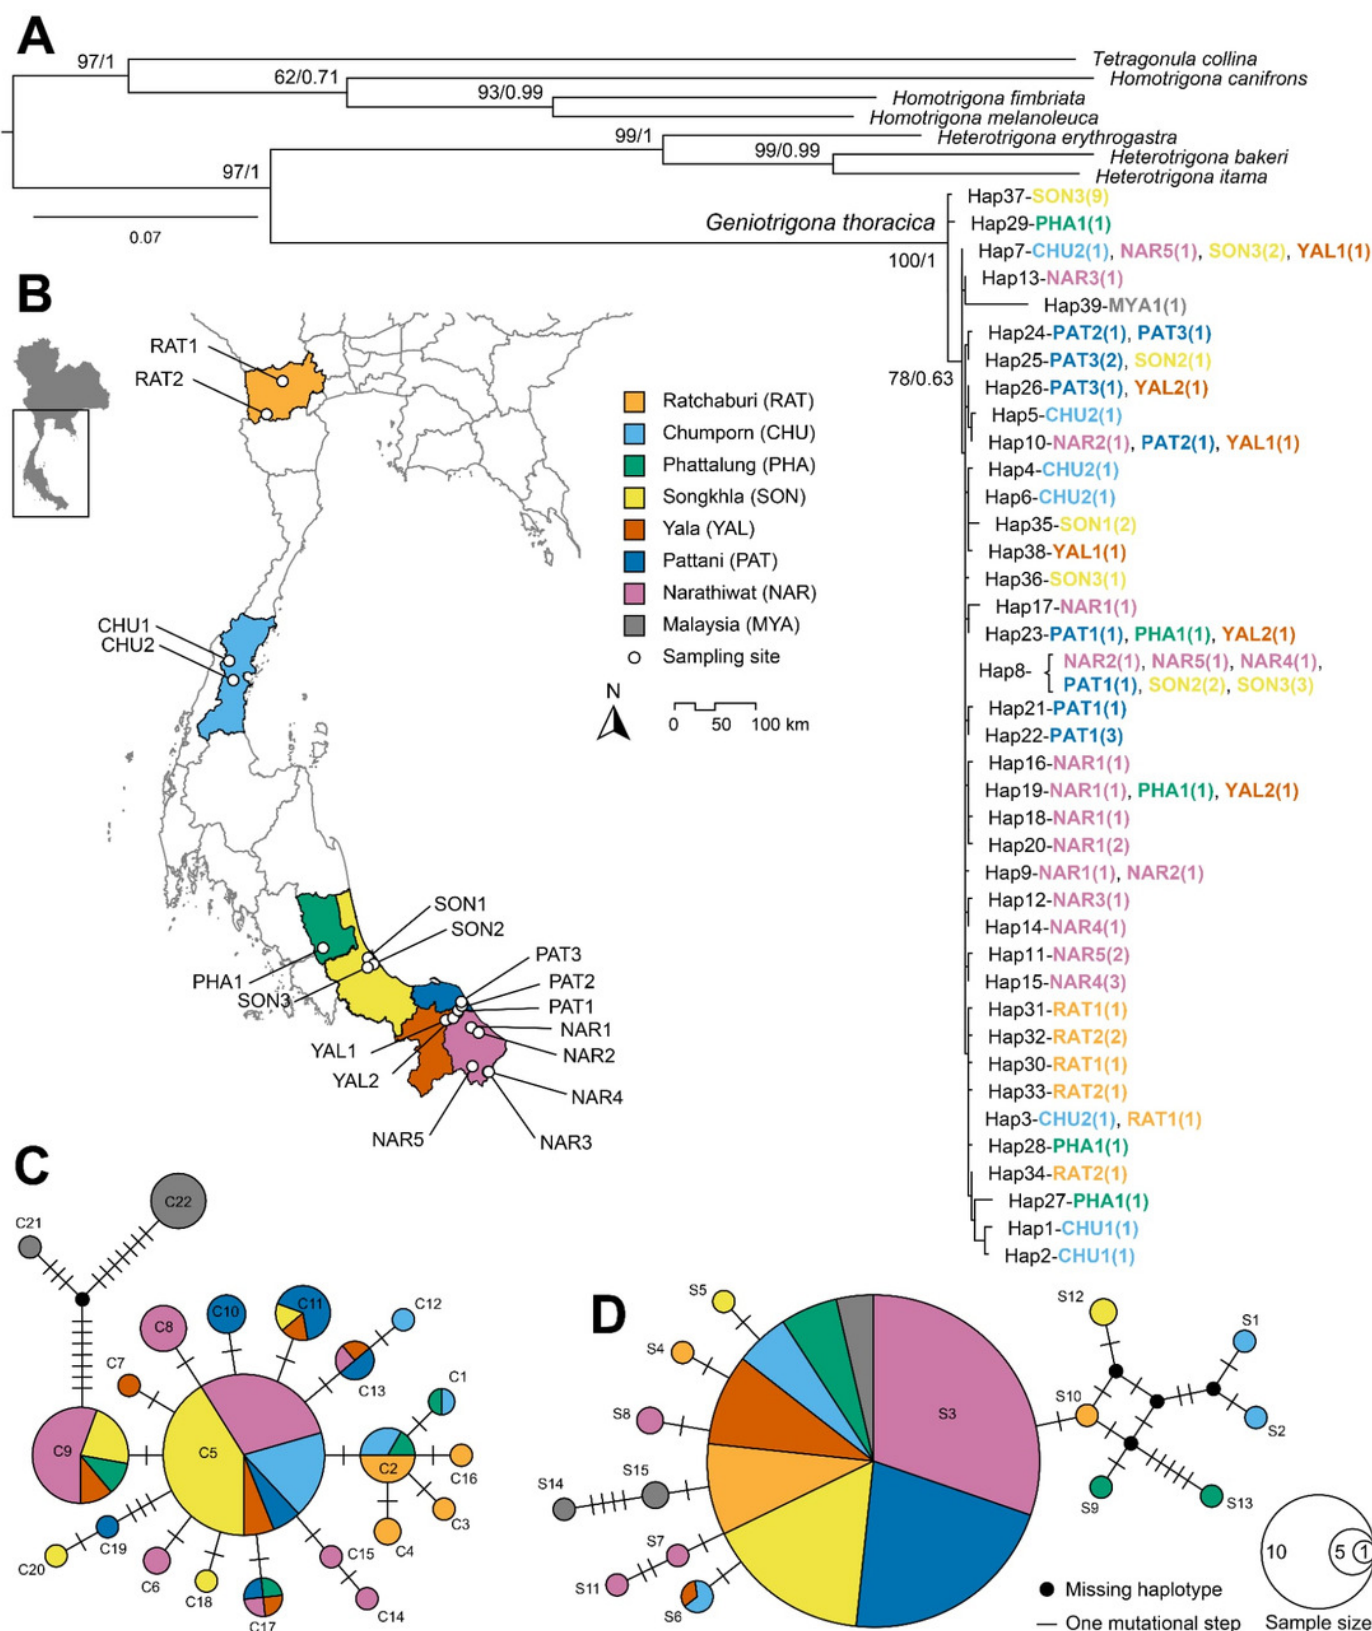 A
97/1
Tetragonula collina
62/0.71
Homotrigona canifrons
93/0.99
Homotrigona fimbriata
Homotrigona melanoleuca
99/1
Heterotrigona erythrogastra
99/0.99
Heterotrigona bakeri
97/1
Heterotrigona itama
0.07
Geniotrigona thoracica
100/1
78/0.63
Hap37-SON3(9)
Hap29-PHA1(1)
Hap7-CHU2(1), NAR5(1), SON3(2), YAL1(1)
Hap13-NAR3(1)
Hap39-MYA1(1)
Hap24-PAT2(1), PAT3(1)
Hap25-PAT3(2), SON2(1)
Hap26-PAT3(1), YAL2(1)
Hap5-CHU2(1)
Hap10-NAR2(1), PAT2(1), YAL1(1)
Hap4-CHU2(1)
Hap6-CHU2(1)
Hap35-SON1(2)
Hap38-YAL1(1)
Hap36-SON3(1)
Hap17-NAR1(1)
Hap23-PAT1(1), PHA1(1), YAL2(1)
Hap8- { NAR2(1), NAR5(1), NAR4(1),
PAT1(1), SON2(2), SON3(3)
Hap21-PAT1(1)
Hap22-PAT1(3)
Hap16-NAR1(1)
Hap19-NAR1(1), PHA1(1), YAL2(1)
Hap18-NAR1(1)
Hap20-NAR1(2)
Hap9-NAR1(1), NAR2(1)
Hap12-NAR3(1)
Hap14-NAR4(1)
Hap11-NAR5(2)
Hap15-NAR4(3)
Hap31-RAT1(1)
Hap32-RAT2(2)
Hap30-RAT1(1)
Hap33-RAT2(1)
Hap3-CHU2(1), RAT1(1)
Hap28-PHA1(1)
Hap34-RAT2(1)
Hap27-PHA1(1)
Hap1-CHU1(1)
Hap2-CHU1(1)
B
RAT1
RAT2
CHU1
CHU2
SON1
SON2
PHA1
SON3
PAT3
PAT2
PAT1
NAR1
YAL1
NAR2
YAL2
NAR4
NAR5
NAR3
Ratchaburi (RAT)
Chumporn (CHU)
Phattalung (PHA)
Songkhla (SON)
Yala (YAL)
Pattani (PAT)
Narathiwat (NAR)
Malaysia (MYA)
Sampling site
N
0 50 100 km
C
C22
C21
C12
C11
C10
C8
C7
C13
C1
C9
C5
C2
C16
C3
C4
C19
C20
C15
C6
C18
C14
C17
D
S5
S12
S1
S4
S10
S8
S3
S2
S14
S15
S9
S13
S7
S11
S6
10 5 1
Missing haplotype
One mutational step
Sample size